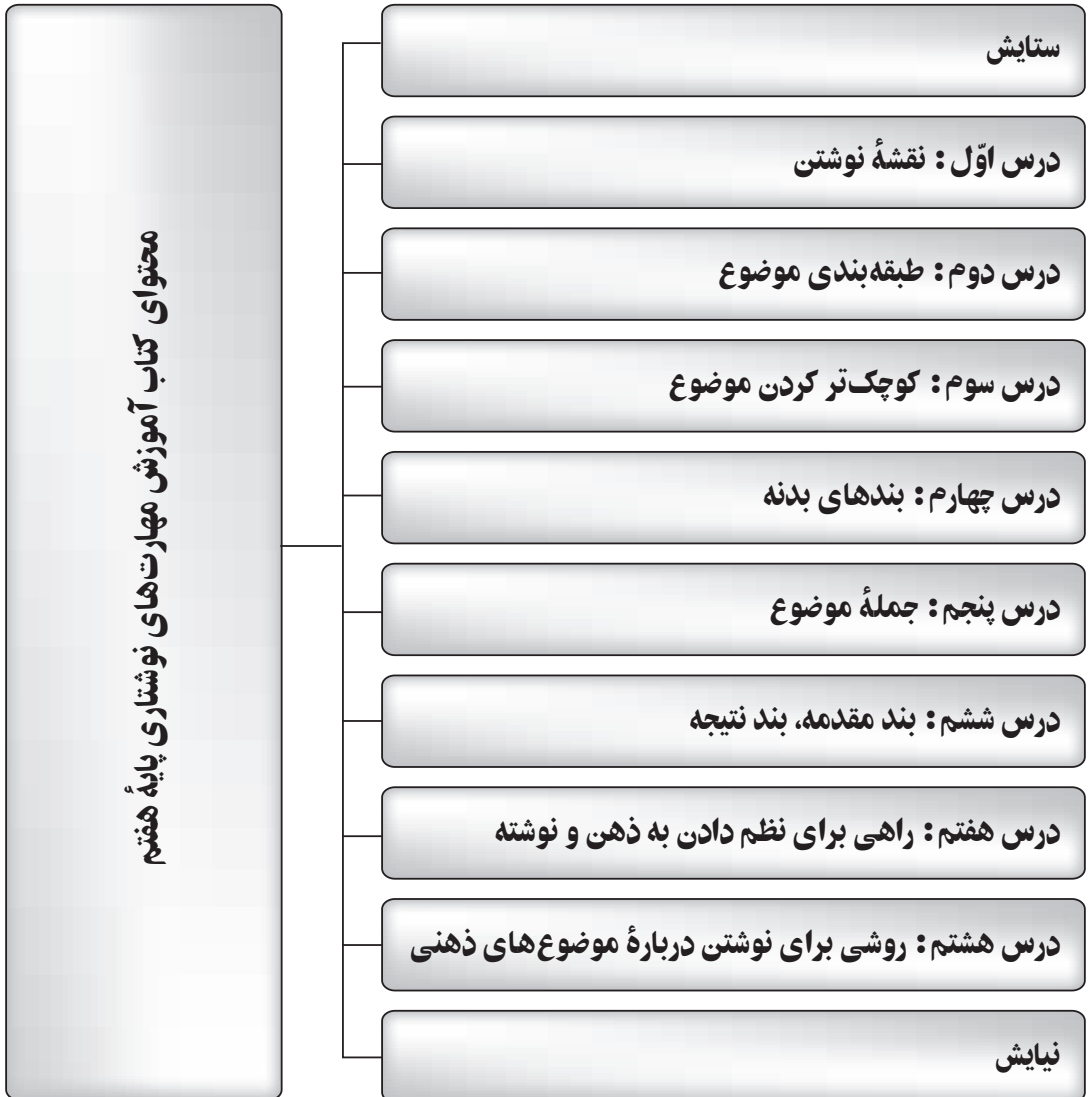 محتوای کتاب آموزش مهارت‌های نوشتاری پایهٔ هفتم
ستایش
درس اوّل : نقشهٔ نوشتن
درس دوم : طبقه‌بندی موضوع
درس سوم : کوچک‌تر کردن موضوع
درس چهارم : بندهای بدنه
درس پنجم : جملهٔ موضوع
درس ششم : بند مقدمه، بند نتیجه
درس هفتم : راهی برای نظم دادن به ذهن و نوشته
درس هشتم : روشی برای نوشتن دربارهٔ موضوع‌های ذهنی
نیایش